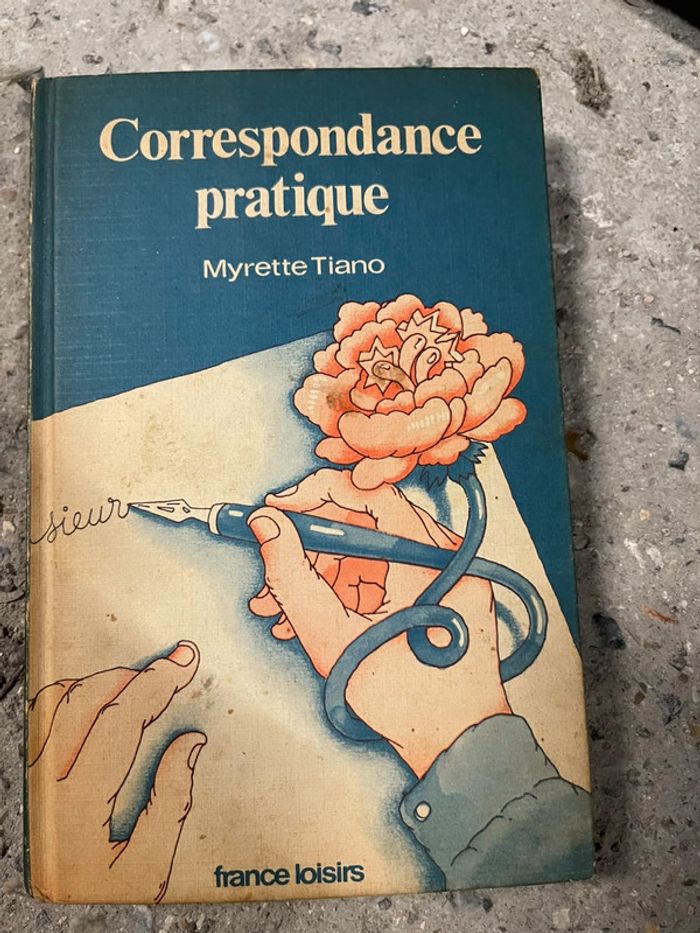 Correspondance
pratique
Myrette Tiano
sieur
france loisirs